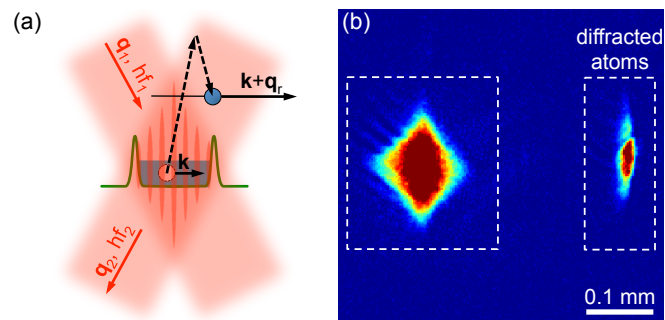 (a)
q1, hf1
k+qr
k
q2, hf2
(b)
diffracted
atoms
0.1 mm